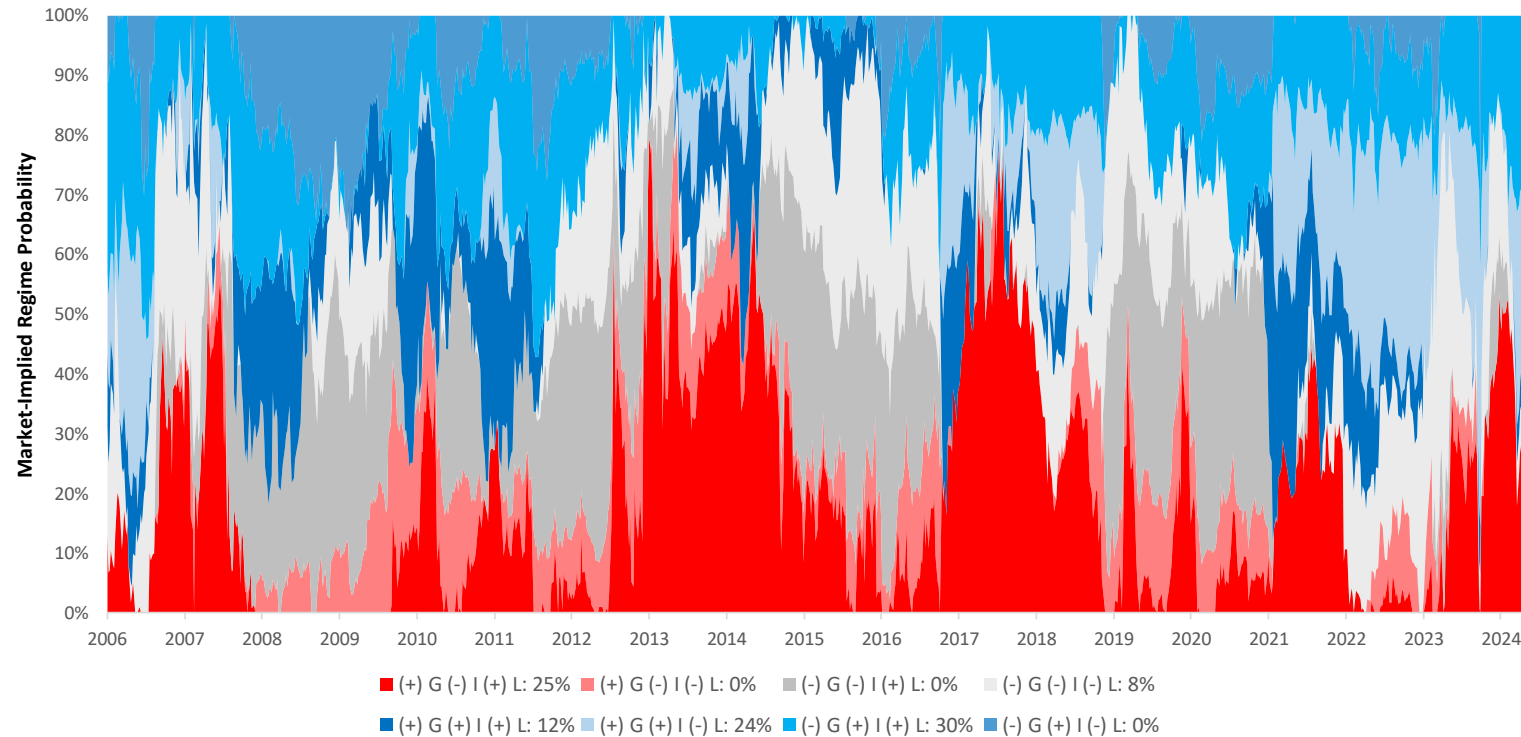 100%
90%
80%
70%
60%
50%
40%
30%
20%
10%
0%
Market-Implied Regime Probability
2006 2007 2008 2009 2010 2011 2012 2013 2014 2015 2016 2017 2018 2019 2020 2021 2022 2023 2024
(+) G (-) I (+) L: 25% (+) G (-) I (-) L: 0% (-) G (-) I (+) L: 0% (-) G (-) I (-) L: 8%
(+) G (+) I (+) L: 12% (+) G (+) I (-) L: 24% (-) G (+) I (+) L: 30% (-) G (+) I (-) L: 0%